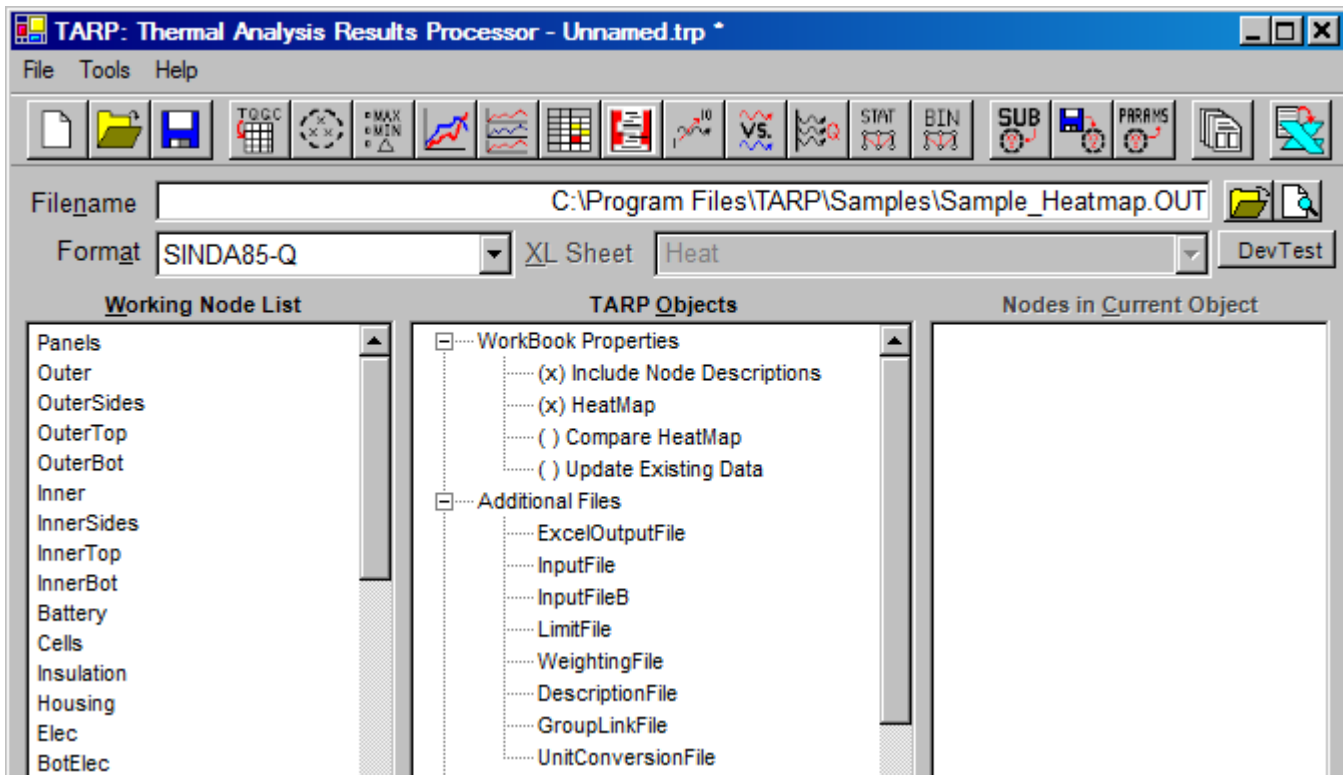 TARP: Thermal Analysis Results Processor - Unnamed.trp *
File Tools Help
TQGC
MAX
MIN
10
VS.
Q
STAT
BIN
SUB
PARAMS
Filename C:\Program Files\TARP\Samples\Sample_Heatmap.OUT
Format SINDA85-Q XL Sheet Heat DevTest
Working Node List TARP Objects Nodes in Current Object
Panels
Outer
OuterSides
OuterTop
OuterBot
Inner
InnerSides
InnerTop
InnerBot
Battery
Cells
Insulation
Housing
Elec
BotElec
WorkBook Properties
(x) Include Node Descriptions
(x) HeatMap
( ) Compare HeatMap
( ) Update Existing Data
Additional Files
ExcelOutputFile
InputFile
InputFileB
LimitFile
WeightingFile
DescriptionFile
GroupLinkFile
UnitConversionFile